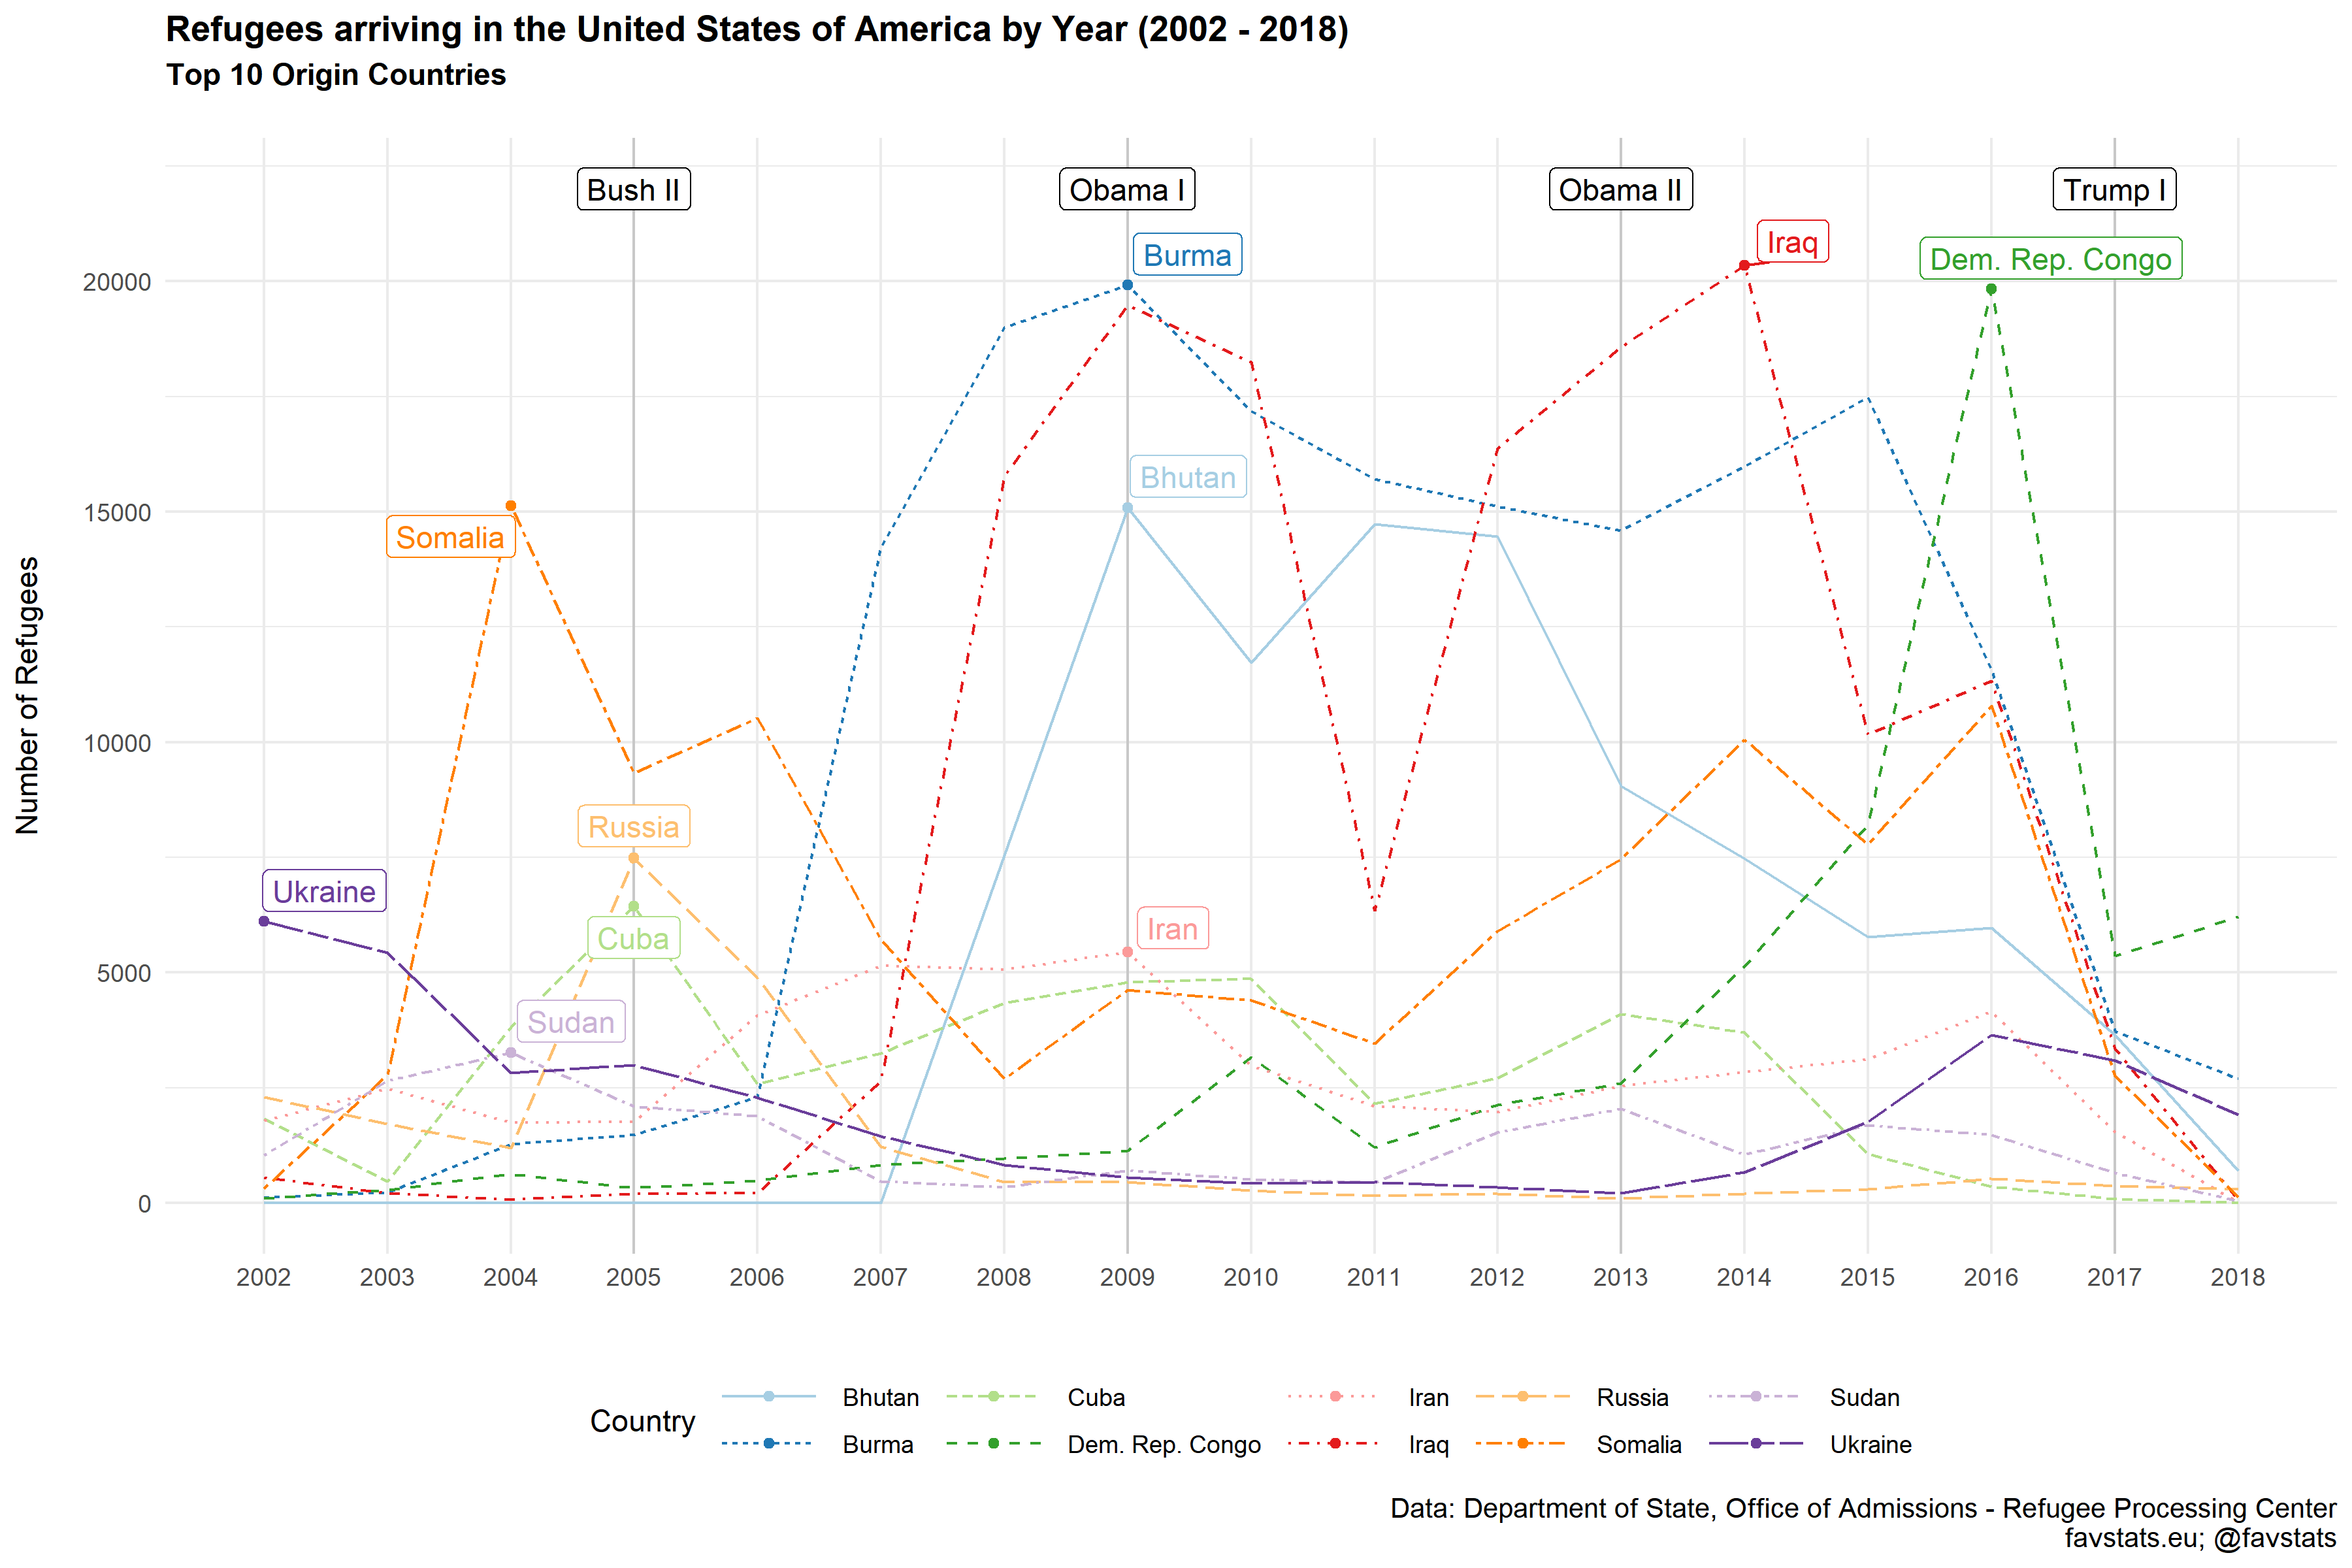 Refugees arriving in the United States of America by Year (2002 - 2018)
Top 10 Origin Countries
Bush II
Obama I
Obama II
Trump I
Burma
Iraq
Dem. Rep. Congo
Bhutan
Somalia
Russia
Ukraine
Cuba
Iran
Sudan
Number of Refugees
20000
15000
10000
5000
0
2002 2003 2004 2005 2006 2007 2008 2009 2010 2011 2012 2013 2014 2015 2016 2017 2018
Country
Bhutan Cuba Iran Russia Sudan
Burma Dem. Rep. Congo Iraq Somalia Ukraine
Data: Department of State, Office of Admissions - Refugee Processing Center
favstats.eu; @favstats